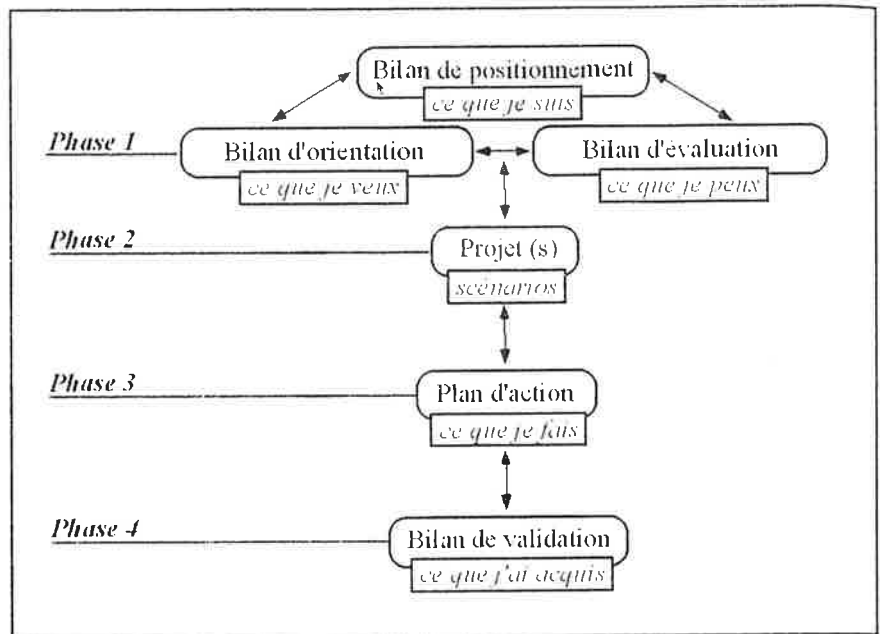 Bilan de positionnement
ce que je suis
Phase 1
Bilan d'orientation
Bilan d'évaluation
ce que je veux
ce que je peux
Phase 2
Projet (s)
scénarios
Phase 3
Plan d'action
ce que je fais
Phase 4
Bilan de validation
ce que j'ai acquis